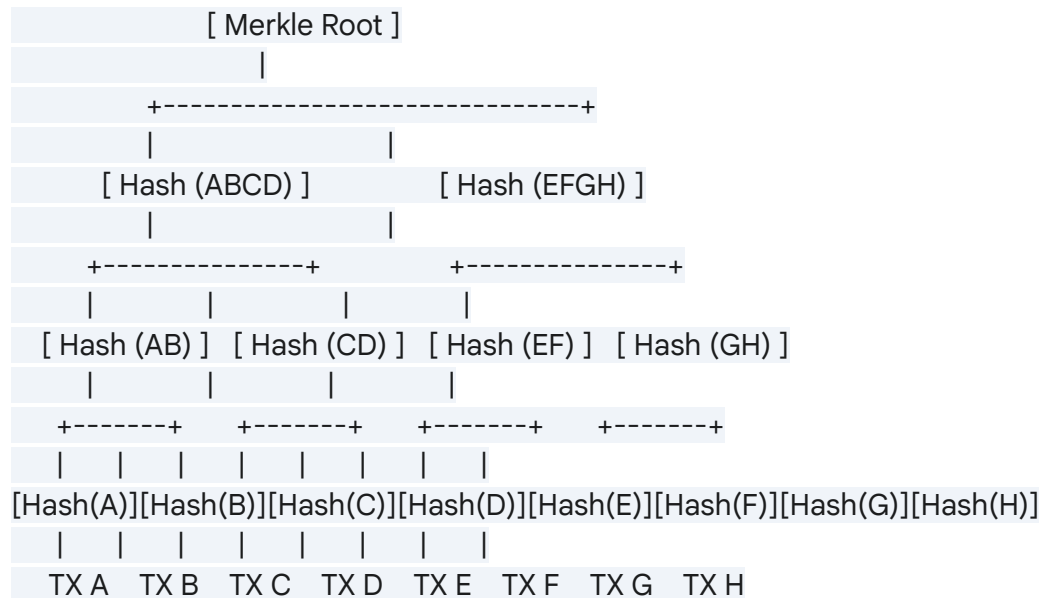 [ Merkle Root ]
|
+-------------------------------+
| |
[ Hash (ABCD) ] [ Hash (EFGH) ]
| |
+---------------+ +---------------+
| | | |
[ Hash (AB) ] [ Hash (CD) ] [ Hash (EF) ] [ Hash (GH) ]
| | | |
+-------+ +-------+ +-------+ +-------+
| | | | | | | |
[Hash(A)][Hash(B)][Hash(C)][Hash(D)][Hash(E)][Hash(F)][Hash(G)][Hash(H)]
| | | | | | | |
TX A TX B TX C TX D TX E TX F TX G TX H